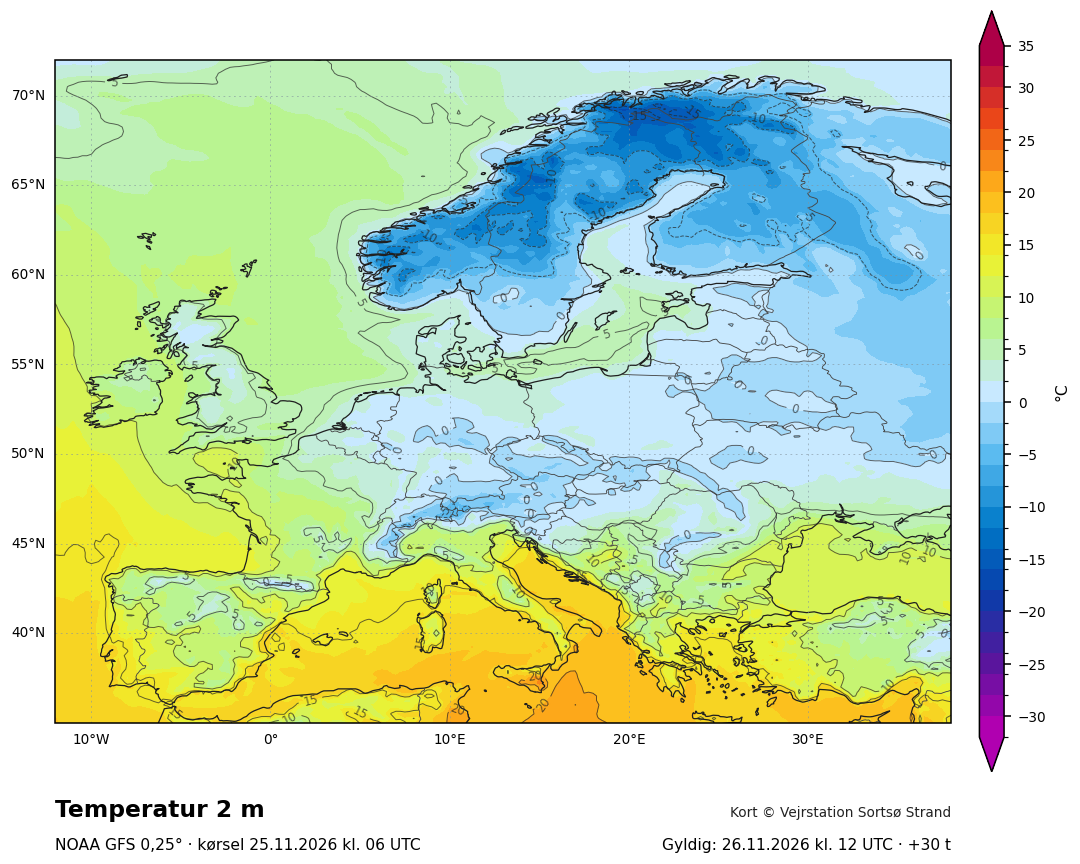 35
30
25
20
15
10
5
0
−5
−10
−15
−20
−25
−30
°C
70°N
65°N
60°N
55°N
50°N
45°N
40°N
10°W 0° 10°E 20°E 30°E
Temperatur 2 m
Kort © Vejrstation Sortsø Strand
NOAA GFS 0,25° · kørsel 25.11.2026 kl. 06 UTC
Gyldig: 26.11.2026 kl. 12 UTC · +30 t